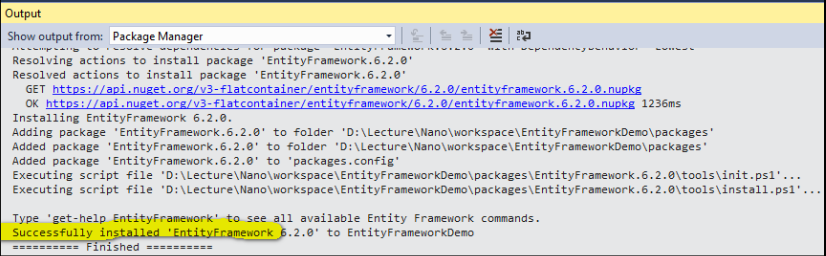 Output
Show output from: Package Manager
Attempting to resolve dependencies for package 'EntityFramework.6.2.0' with DependencyBehavior 'Lowest'
Resolving actions to install package 'EntityFramework.6.2.0'
Resolved actions to install package 'EntityFramework.6.2.0'
GET https://api.nuget.org/v3-flatcontainer/entityframework/6.2.0/entityframework.6.2.0.nupkg
OK https://api.nuget.org/v3-flatcontainer/entityframework/6.2.0/entityframework.6.2.0.nupkg 1236ms
Installing EntityFramework 6.2.0.
Adding package 'EntityFramework.6.2.0' to folder 'D:\Lecture\Nano\workspace\EntityFrameworkDemo\packages'
Added package 'EntityFramework.6.2.0' to folder 'D:\Lecture\Nano\workspace\EntityFrameworkDemo\packages'
Added package 'EntityFramework.6.2.0' to 'packages.config'
Executing script file 'D:\Lecture\Nano\workspace\EntityFrameworkDemo\packages\EntityFramework.6.2.0\tools\init.ps1'...
Executing script file 'D:\Lecture\Nano\workspace\EntityFrameworkDemo\packages\EntityFramework.6.2.0\tools\install.ps1'...
Type 'get-help EntityFramework' to see all available Entity Framework commands.
Successfully installed 'EntityFramework 6.2.0' to EntityFrameworkDemo
========== Finished ==========